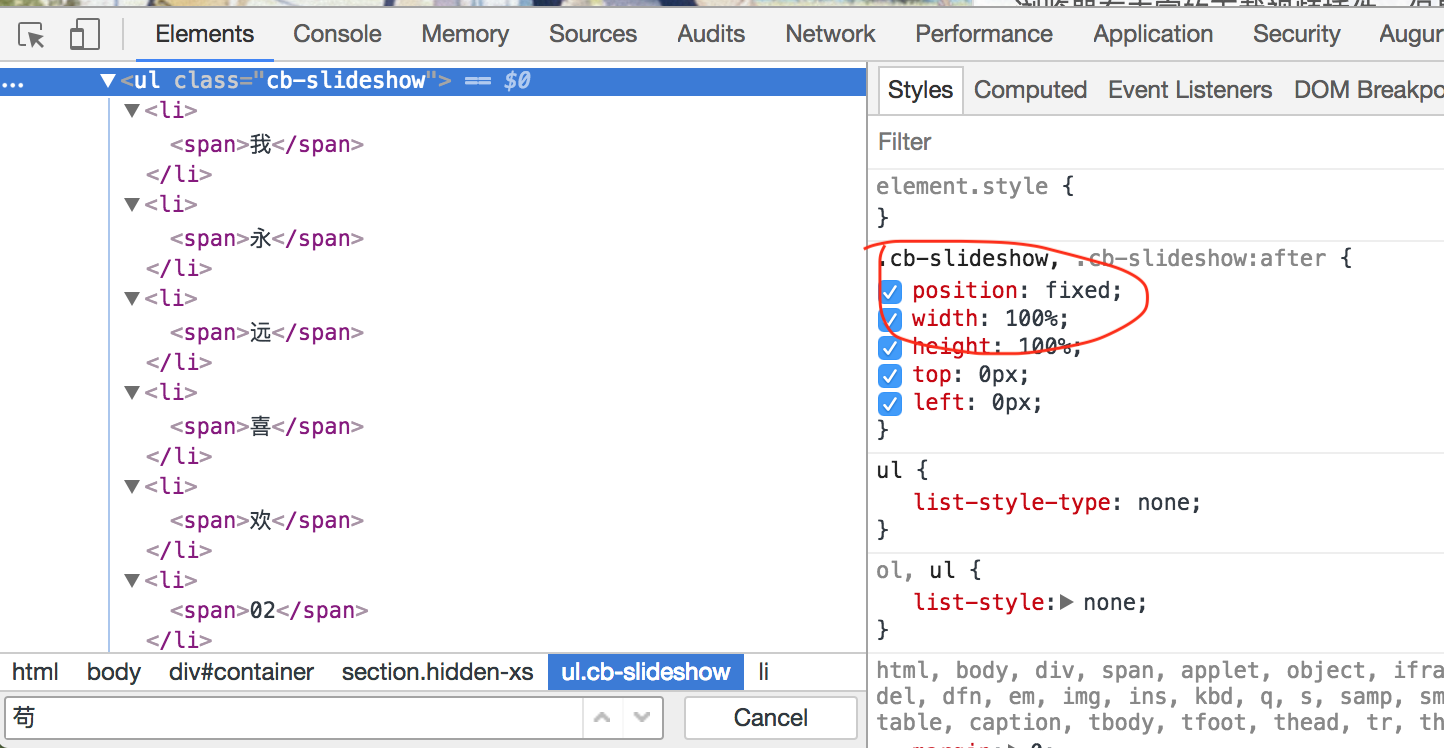 Elements Console Memory Sources Audits Network Performance Application Security Augur
... ▼<ul class="cb-slideshow"> == $0
▼<li>
<span>我</span>
</li>
▼<li>
<span>永</span>
</li>
▼<li>
<span>远</span>
</li>
▼<li>
<span>喜</span>
</li>
▼<li>
<span>欢</span>
</li>
▼<li>
<span>02</span>
</li>
html body div#container section.hidden-xs ul.cb-slideshow li
苟 Cancel
Styles Computed Event Listeners DOM Breakpo
Filter
element.style {
}
.cb-slideshow, .cb-slideshow:after {
position: fixed;
width: 100%;
height: 100%;
top: 0px;
left: 0px;
}
ul {
list-style-type: none;
}
ol, ul {
list-style:▶ none;
}
html, body, div, span, applet, object, ifra
del, dfn, em, img, ins, kbd, q, s, samp, sm
table, caption, tbody, tfoot, thead, tr, th